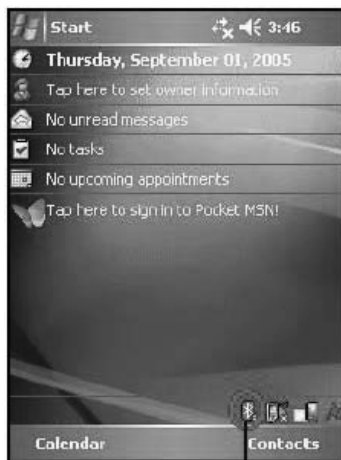 Start 3:46
Thursday, September 01, 2005
Tap here to set owner information
No unread messages
No tasks
No upcoming appointments
Tap here to sign in to Pocket MSN!
Calendar Contacts